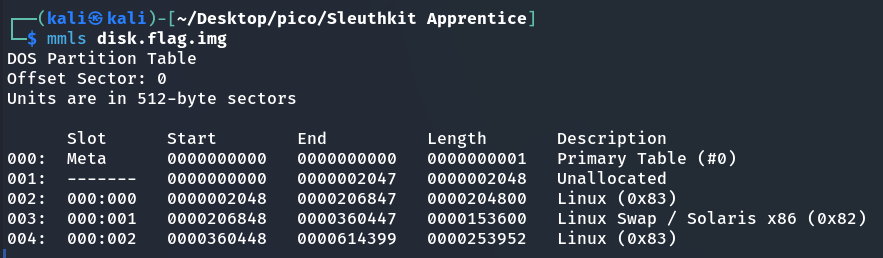 ┌──(kali㉿kali)-[~/Desktop/pico/Sleuthkit Apprentice]
└─$ mmls disk.flag.img
DOS Partition Table
Offset Sector: 0
Units are in 512-byte sectors

      Slot      Start        End          Length       Description
000:  Meta      0000000000   0000000000   0000000001   Primary Table (#0)
001:  -------   0000000000   0000002047   0000002048   Unallocated
002:  000:000   0000002048   0000206847   0000204800   Linux (0x83)
003:  000:001   0000206848   0000360447   0000153600   Linux Swap / Solaris x86 (0x82)
004:  000:002   0000360448   0000614399   0000253952   Linux (0x83)